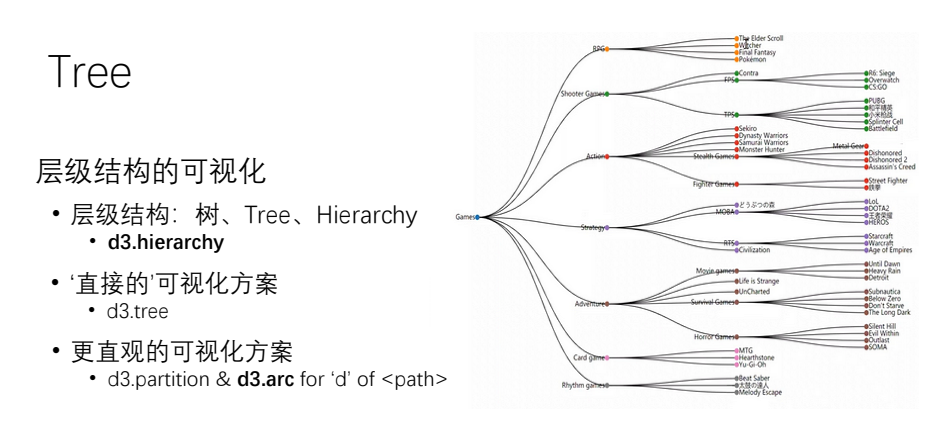 Tree
层级结构的可视化
• 层级结构：树、Tree、Hierarchy
• d3.hierarchy
• ‘直接的’可视化方案
• d3.tree
• 更直观的可视化方案
• d3.partition & d3.arc for ‘d’ of <path>
Games
RPG
The Elder Scroll
Witcher
Final Fantasy
Pokémon
Shooter Games
Contra
FPS
R6: Siege
Overwatch
CS:GO
TPS
PUBG
和平精英
小米枪战
Splinter Cell
Battlefield
Action
Sekiro
Dynasty Warriors
Samurai Warriors
Monster Hunter
Stealth Games
Metal Gear
Dishonored
Dishonored 2
Assassin's Creed
Fighter Games
Street Fighter
铁拳
Strategy
どうぶつの森
MOBA
LoL
DOTA2
王者荣耀
HEROS
RTS
Starcraft
Warcraft
Age of Empires
Civilization
Adventure
Movie games
Until Dawn
Heavy Rain
Detroit
Life is Strange
UnCharted
Survival Games
Subnautica
Below Zero
Don't Starve
The Long Dark
Horror Games
Silent Hill
Evil Within
Outlast
SOMA
Card game
MTG
Hearthstone
Yu-Gi-Oh
Rhythm games
Beat Saber
太鼓の達人
Melody Escape